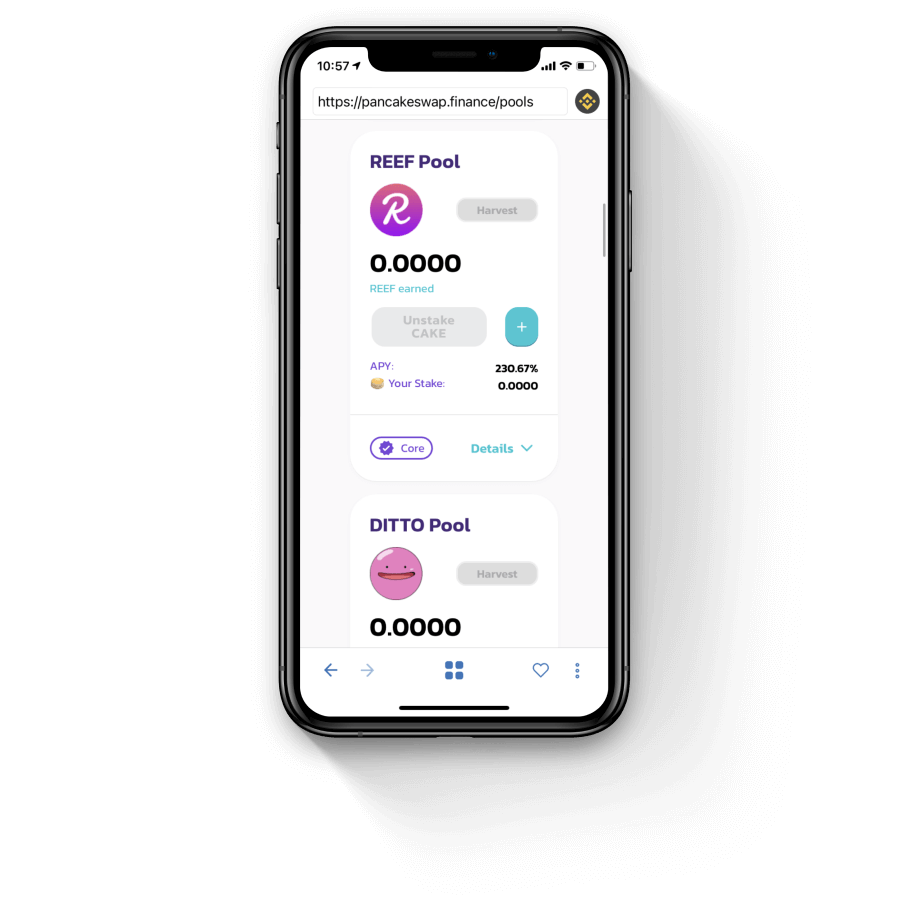 10:57
https://pancakeswap.finance/pools
REEF Pool
R
Harvest
0.0000
REEF earned
Unstake
CAKE
+
APY: 230.67%
Your Stake: 0.0000
Core
Details
DITTO Pool
Harvest
0.0000